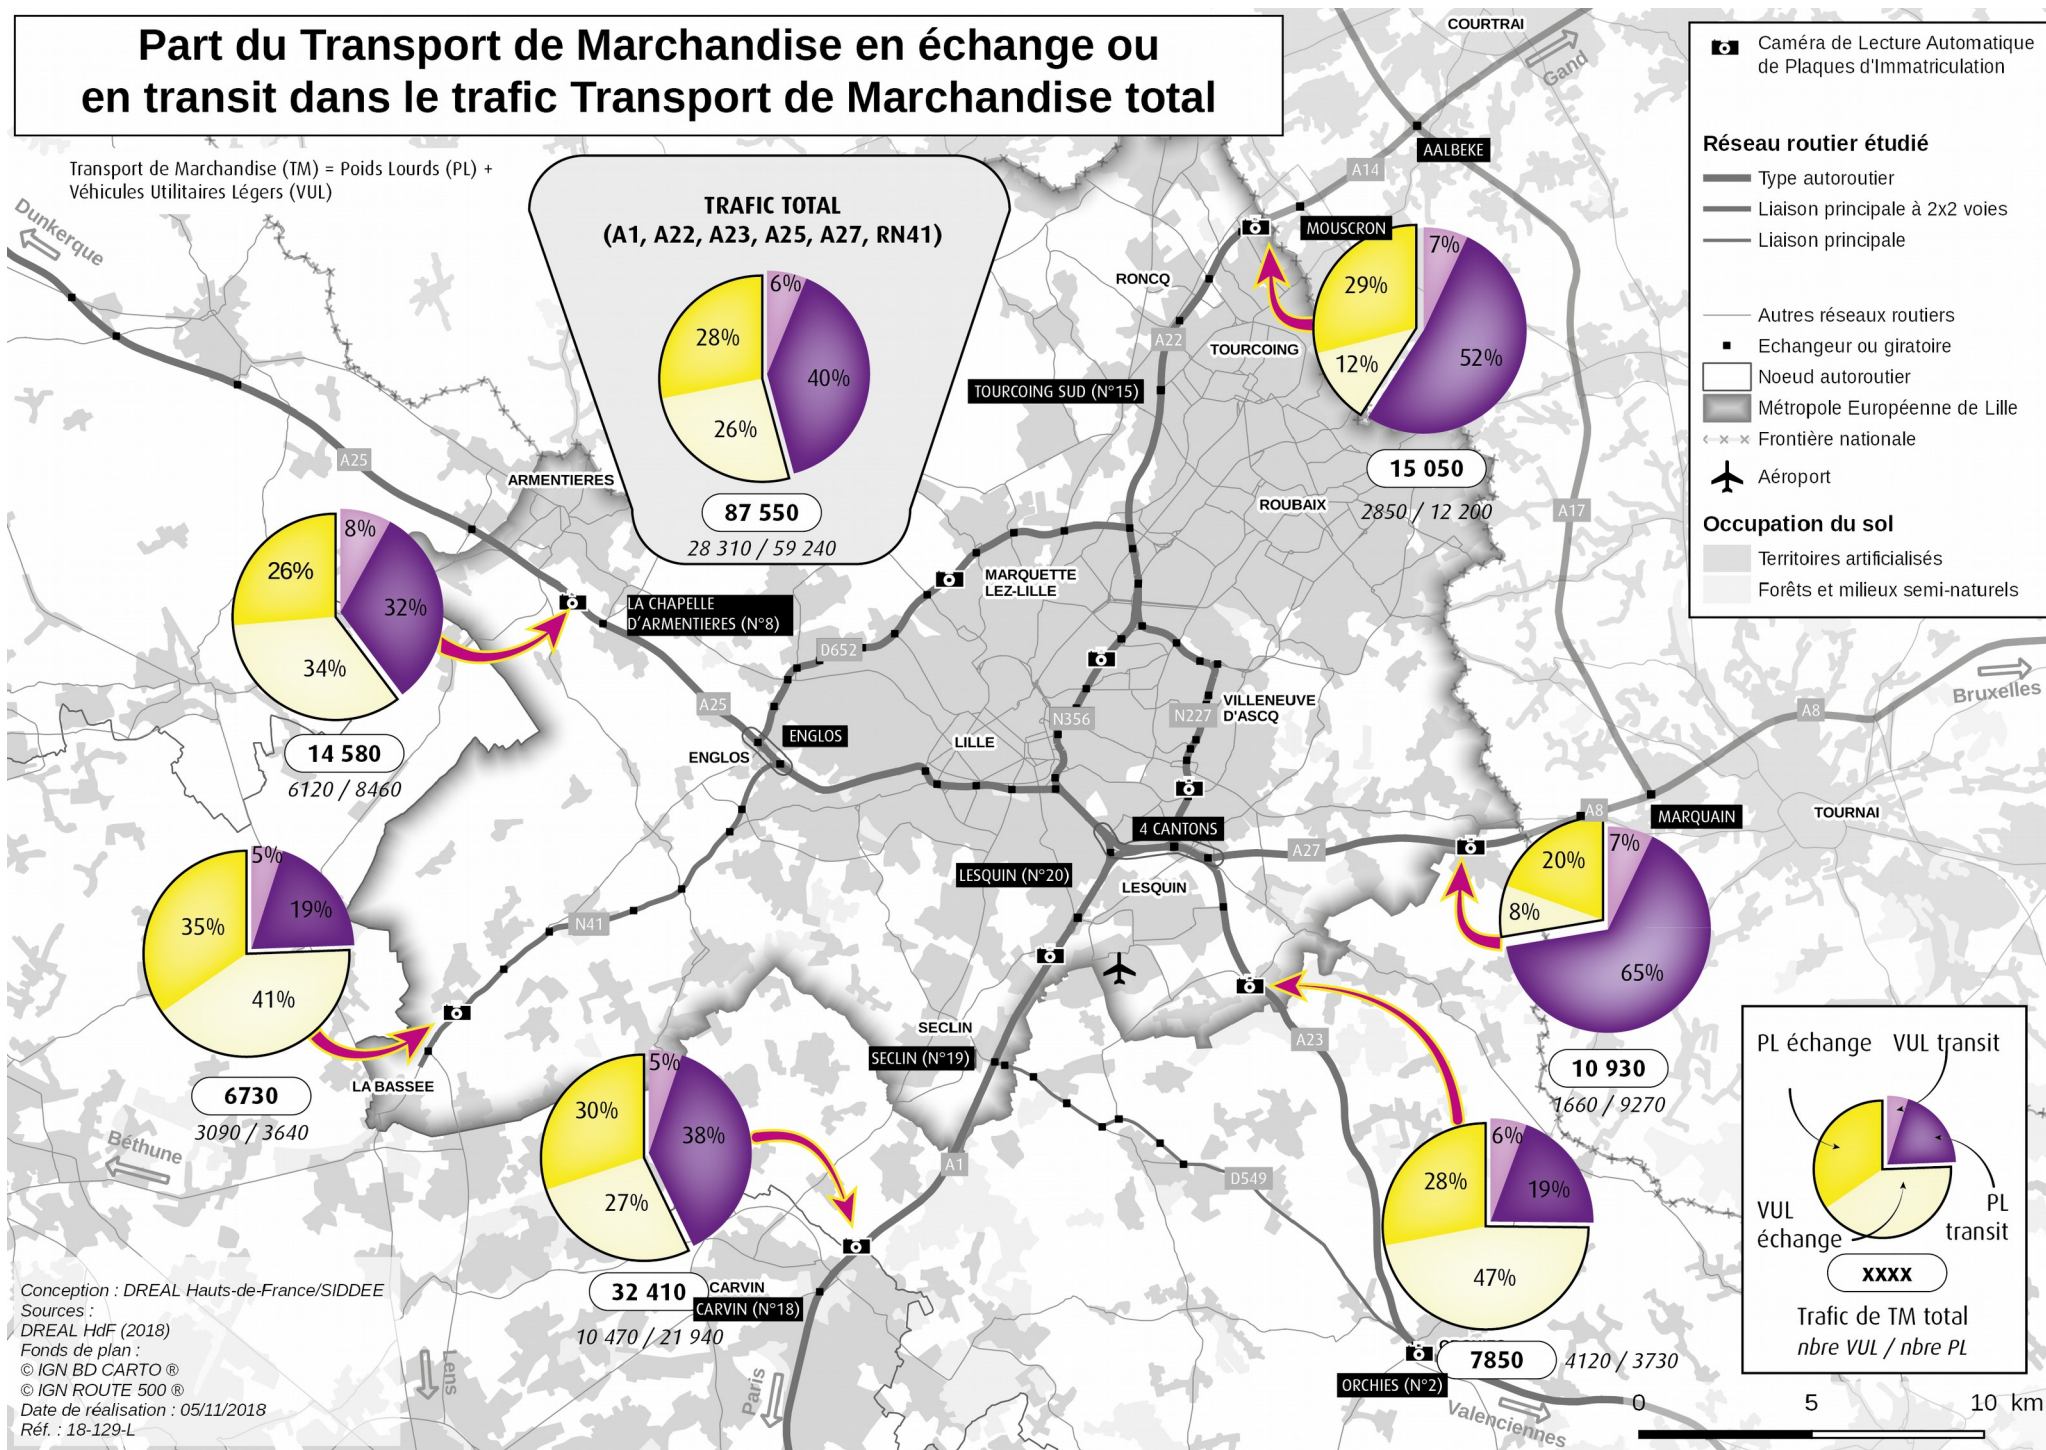 Part du Transport de Marchandise en échange ou
en transit dans le trafic Transport de Marchandise total
Transport de Marchandise (TM) = Poids Lourds (PL) +
Véhicules Utilitaires Légers (VUL)
TRAFIC TOTAL
(A1, A22, A23, A25, A27, RN41)
6%
28%
40%
26%
87 550
28 310 / 59 240
COURTRAI
Gand
AALBEKE
A14
MOUSCRON
7%
29%
52%
12%
15 050
2850 / 12 200
RONCQ
A22
TOURCOING
TOURCOING SUD (N°15)
ROUBAIX
A17
Dunkerque
A25
ARMENTIERES
8%
26%
32%
34%
14 580
6120 / 8460
LA CHAPELLE
D'ARMENTIERES (N°8)
MARQUETTE
LEZ-LILLE
D652
A25
ENGLOS
ENGLOS
LILLE
N356
N227
VILLENEUVE
D'ASCQ
4 CANTONS
LESQUIN (N°20)
LESQUIN
A27
A8
A8
Bruxelles
MARQUAIN
TOURNAI
7%
20%
8%
65%
10 930
1660 / 9270
5%
35%
19%
41%
6730
3090 / 3640
N41
LA BASSEE
Béthune
SECLIN
SECLIN (N°19)
A23
A1
D549
5%
30%
38%
27%
32 410
10 470 / 21 940
CARVIN
CARVIN (N°18)
Lens
Paris
6%
28%
19%
47%
7850
4120 / 3730
ORCHIES (N°2)
Valenciennes
Caméra de Lecture Automatique
de Plaques d'Immatriculation
Réseau routier étudié
Type autoroutier
Liaison principale à 2x2 voies
Liaison principale
Autres réseaux routiers
Echangeur ou giratoire
Noeud autoroutier
Métropole Européenne de Lille
Frontière nationale
Aéroport
Occupation du sol
Territoires artificialisés
Forêts et milieux semi-naturels
PL échange
VUL transit
VUL
échange
PL
transit
xxxx
Trafic de TM total
nbre VUL / nbre PL
0 5 10 km
Conception : DREAL Hauts-de-France/SIDDEE
Sources :
DREAL HdF (2018)
Fonds de plan :
© IGN BD CARTO ®
© IGN ROUTE 500 ®
Date de réalisation : 05/11/2018
Réf. : 18-129-L